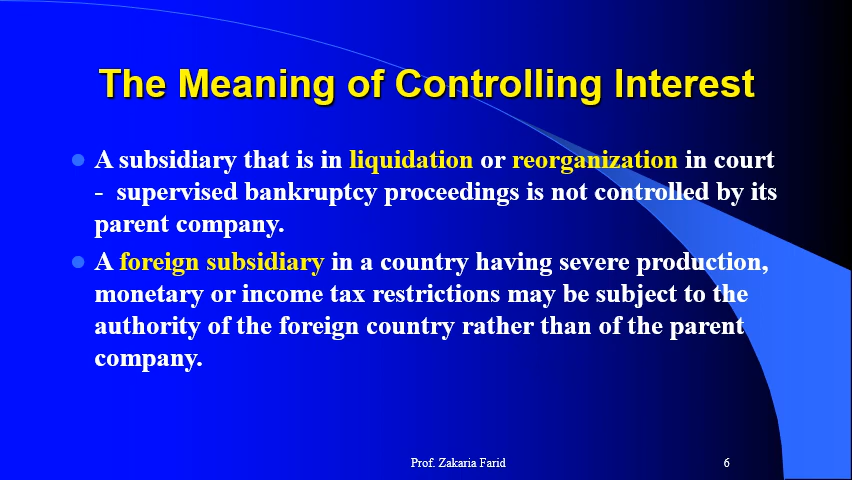 The Meaning of Controlling Interest
A subsidiary that is in liquidation or reorganization in court
- supervised bankruptcy proceedings is not controlled by its
parent company.
A foreign subsidiary in a country having severe production,
monetary or income tax restrictions may be subject to the
authority of the foreign country rather than of the parent
company.
Prof. Zakaria Farid
6